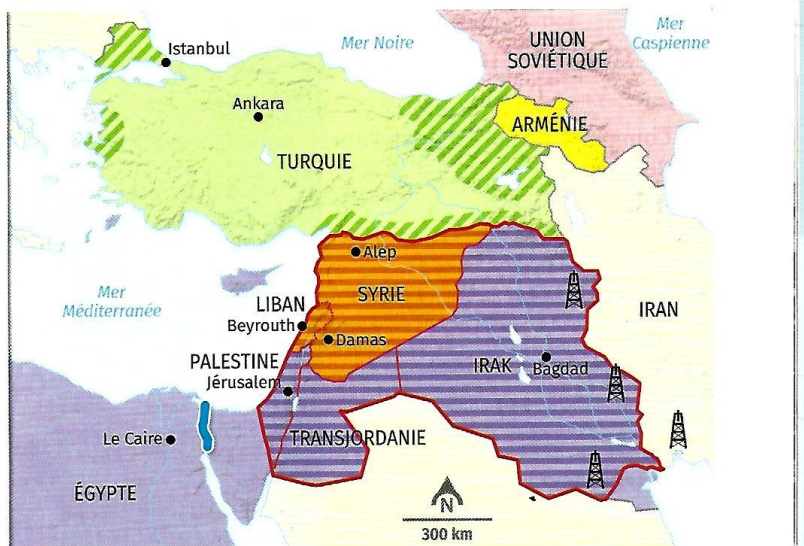 Mer
Caspienne
UNION
SOVIÉTIQUE
Mer Noire
Istanbul
Ankara
ARMÉNIE
TURQUIE
Alep
SYRIE
Mer
Méditerranée
LIBAN
Beyrouth
IRAN
Damas
PALESTINE
Jérusalem
IRAK
Bagdad
Le Caire
TRANSJORDANIE
ÉGYPTE
N
300 km